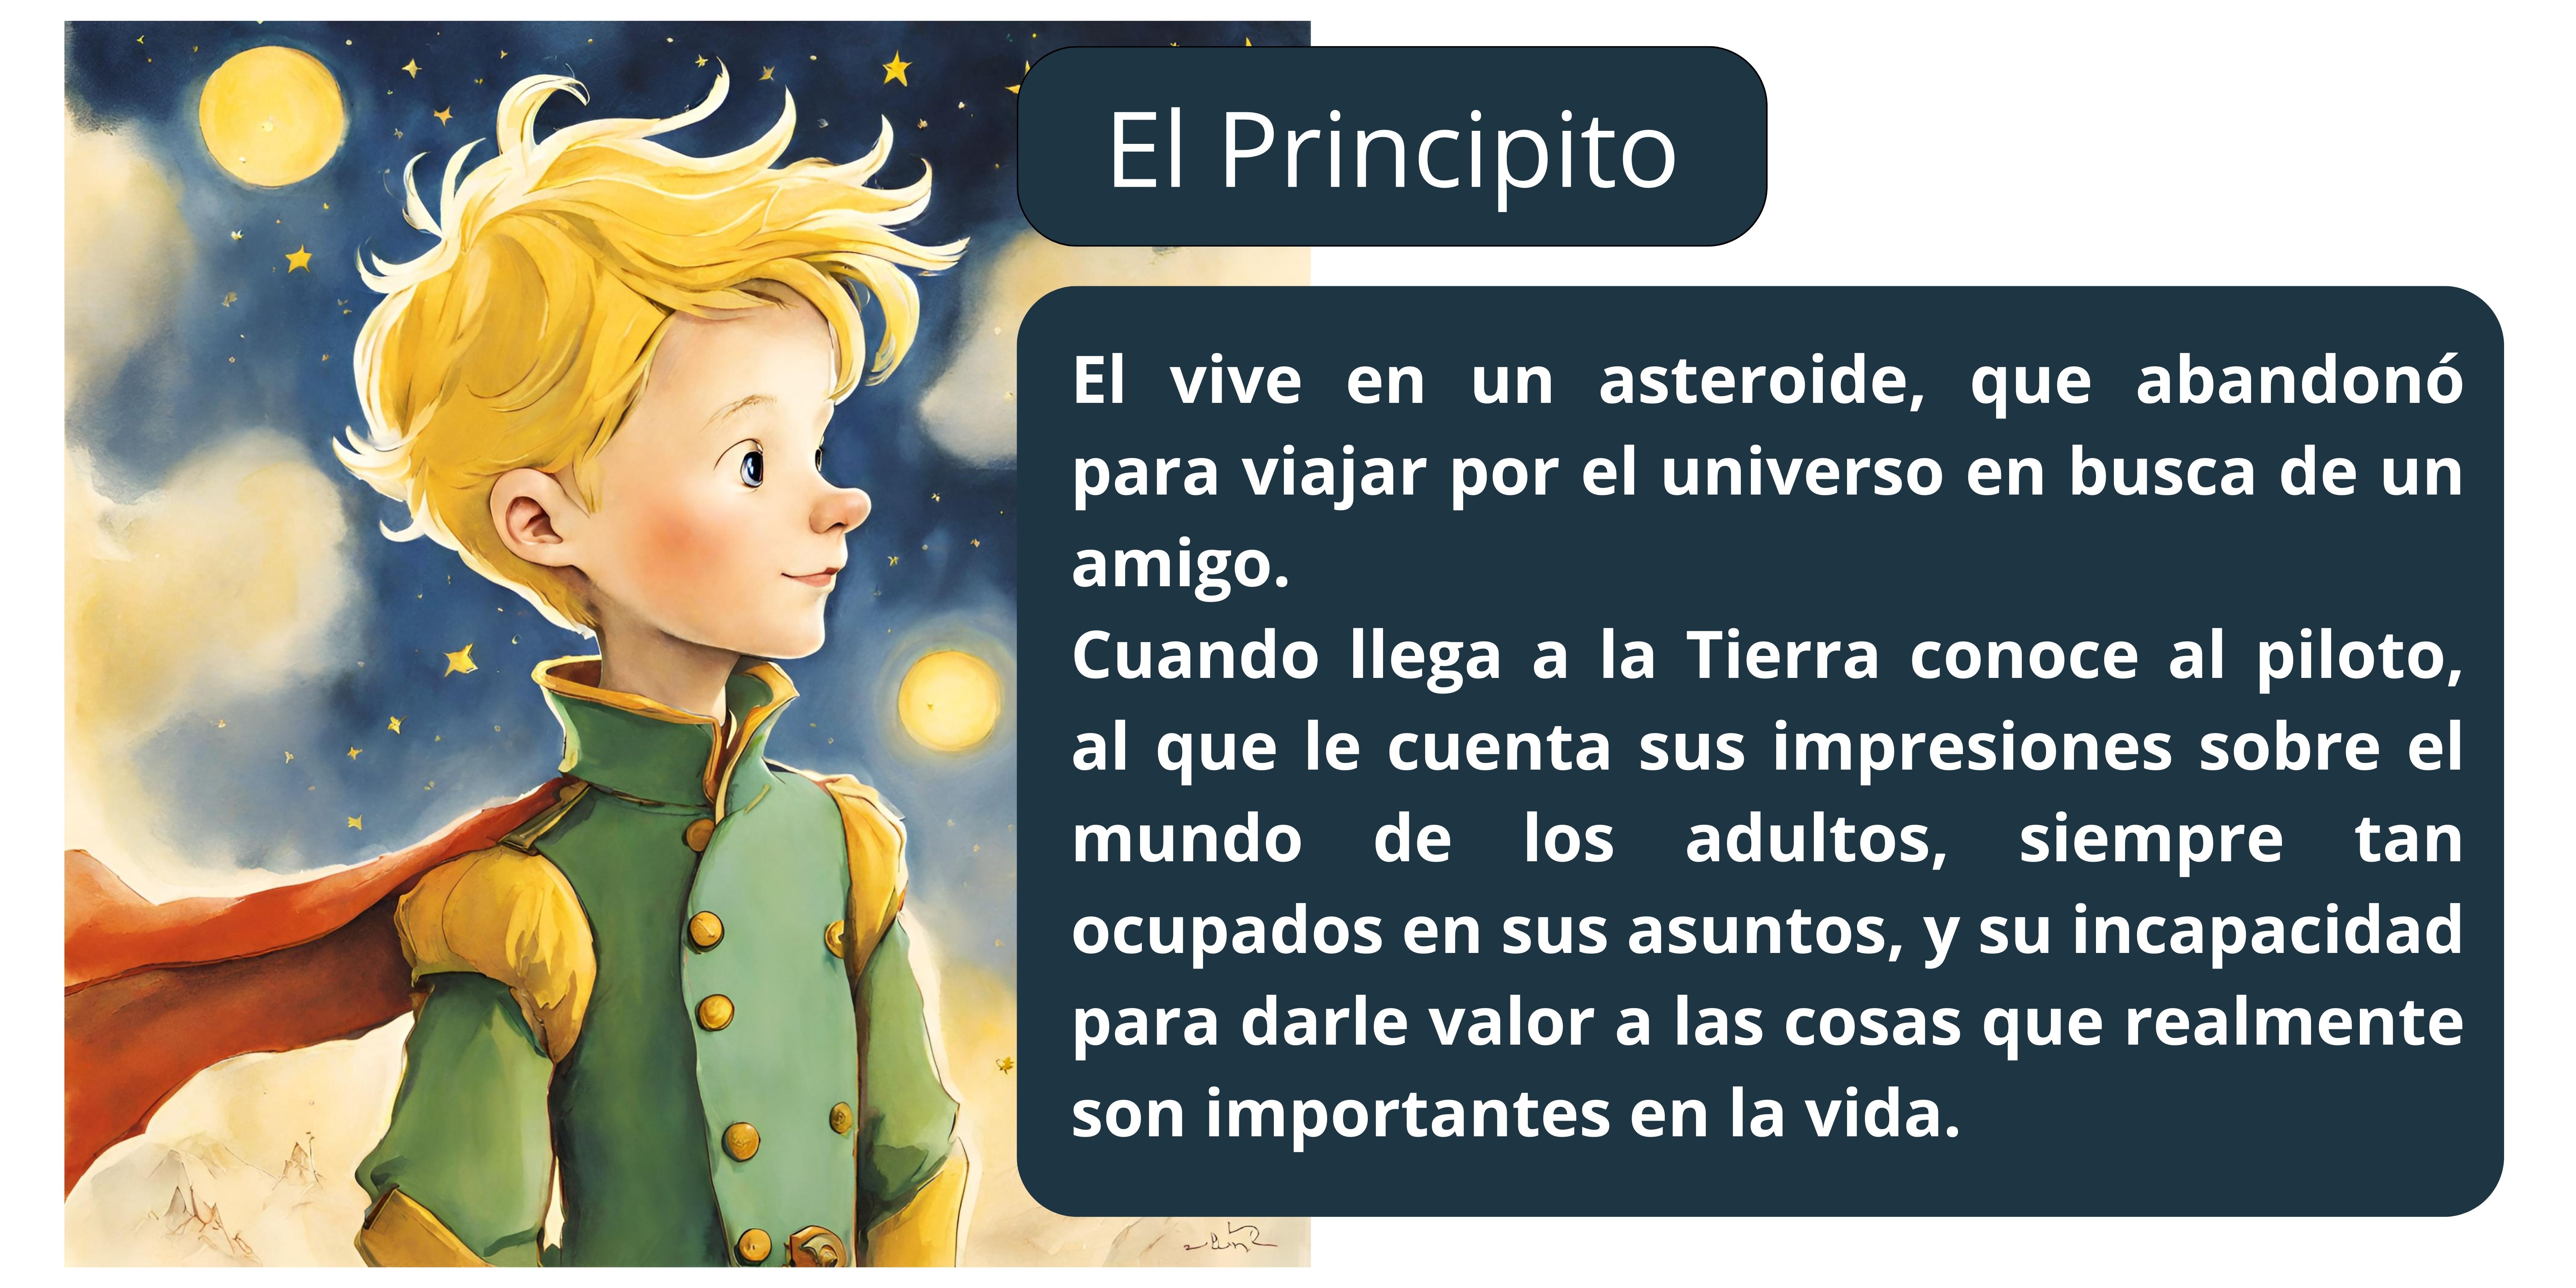 El Principito
El vive en un asteroide, que abandonó
para viajar por el universo en busca de un
amigo.
Cuando llega a la Tierra conoce al piloto,
al que le cuenta sus impresiones sobre el
mundo de los adultos, siempre tan
ocupados en sus asuntos, y su incapacidad
para darle valor a las cosas que realmente
son importantes en la vida.